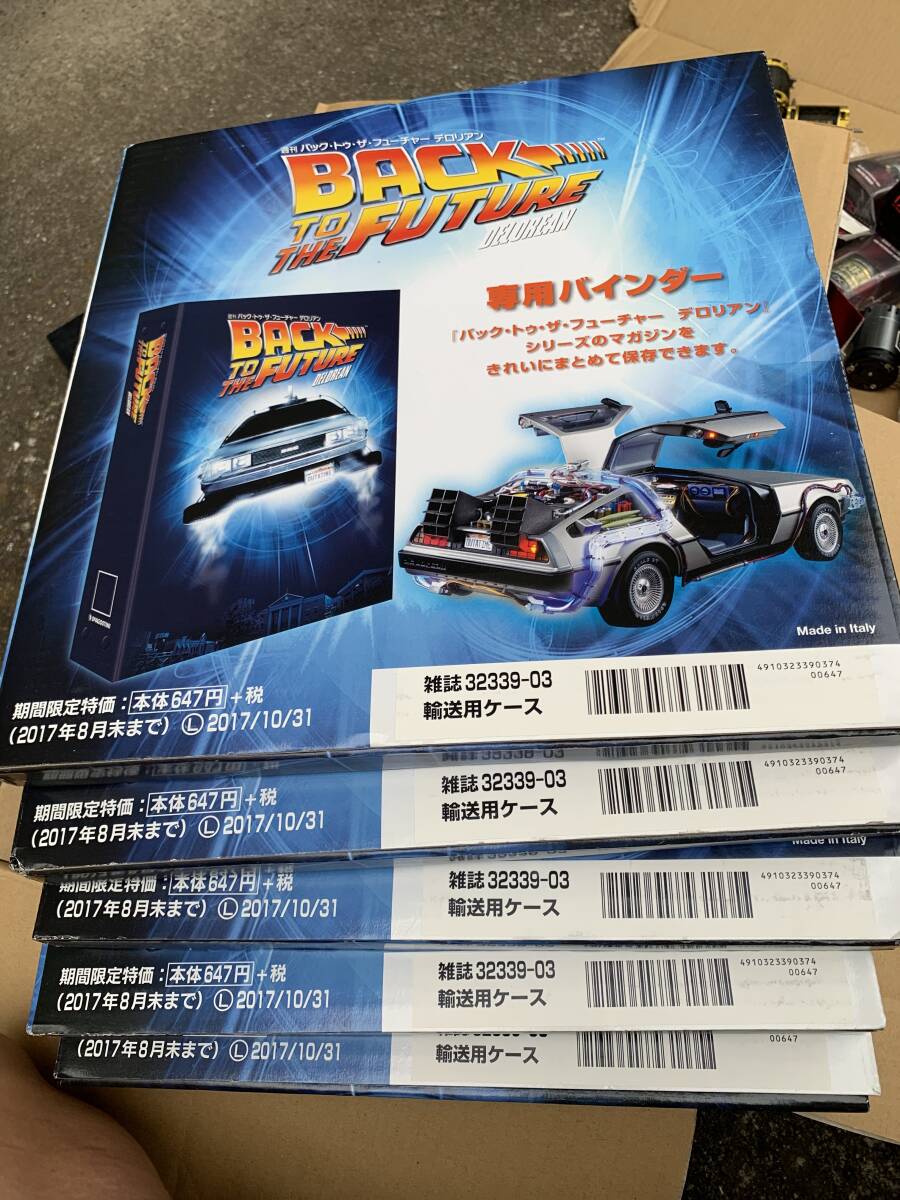 週刊 バック・トゥ・ザ・フューチャー デロリアン
BACK
TO
THE FUTURE™
DELOREAN
専用バインダー
『バック・トゥ・ザ・フューチャー デロリアン』
シリーズのマガジンを
きれいにまとめて保存できます。
週刊 バック・トゥ・ザ・フューチャー デロリアン
BACK
TO
THE FUTURE
DELOREAN
BACK TO THE FUTURE
DELOREAN
OUTATIME
OUTATIME
DeAGOSTINI
Made in Italy
期間限定特価：本体647円+税
(2017年8月末まで) Ⓛ2017/10/31
雑誌 32339-03
輸送用ケース
4910323390374
00647
期間限定特価：本体647円+税
(2017年8月末まで) Ⓛ2017/10/31
雑誌 32339-03
輸送用ケース
4910323390374
00647
Made in Italy
期間限定特価：本体647円+税
(2017年8月末まで) Ⓛ2017/10/31
雑誌 32339-03
輸送用ケース
4910323390374
00647
期間限定特価：本体647円+税
(2017年8月末まで) Ⓛ2017/10/31
雑誌 32339-03
輸送用ケース
4910323390374
00647
(2017年8月末まで) Ⓛ2017/10/31
輸送用ケース
00647